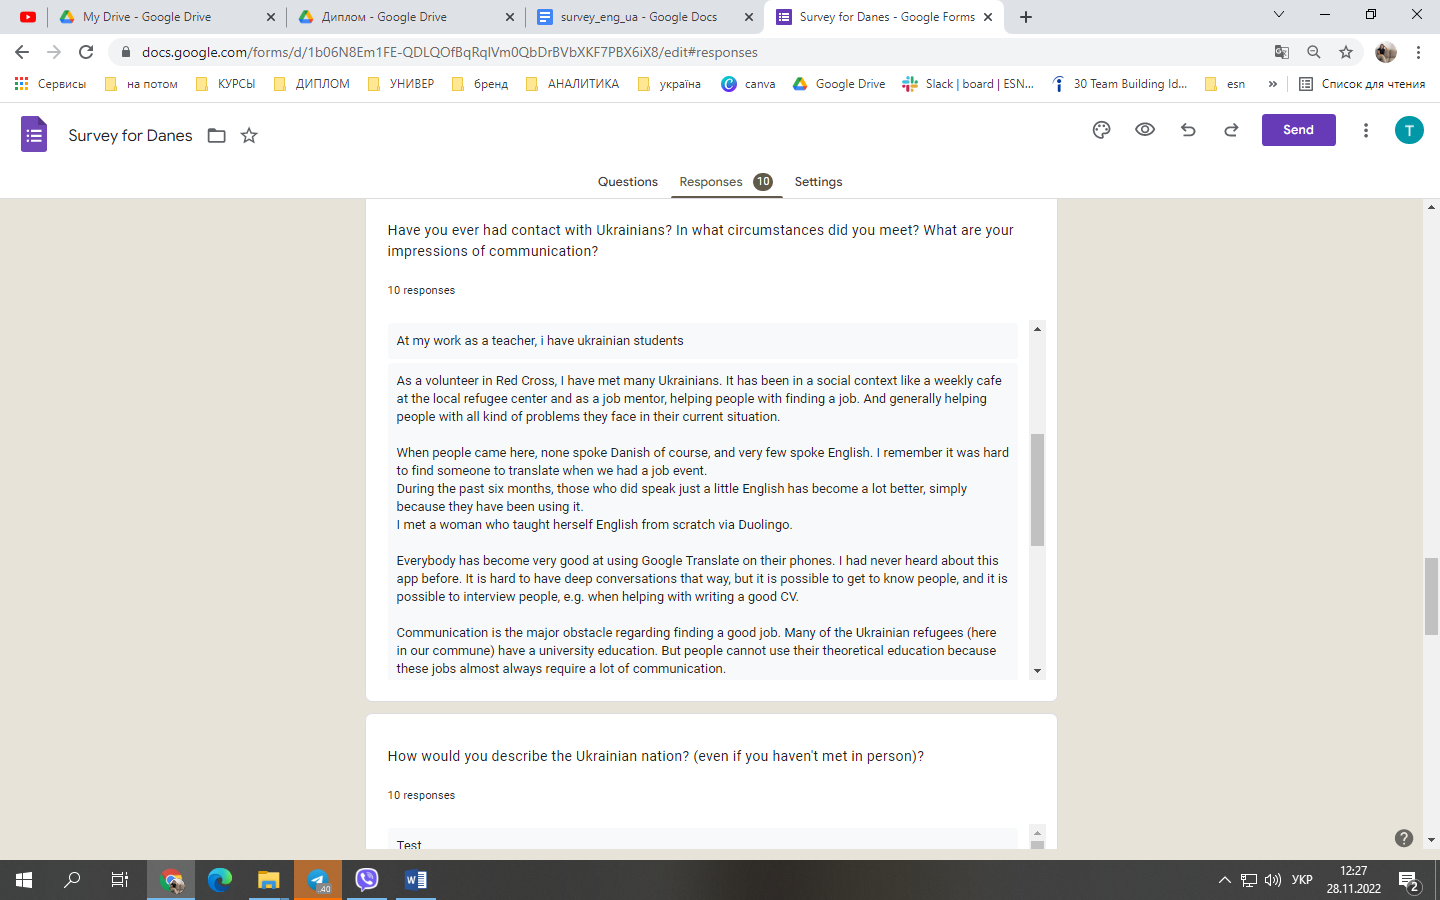 My Drive - Google Drive
Диплом - Google Drive
survey_eng_ua - Google Docs
Survey for Danes - Google Forms
docs.google.com/forms/d/1b06N8Em1FE-QDLQOfBqRqlVm0QbDrBVbXKF7PBX6iX8/edit#responses
Сервисы
на потом
КУРСЫ
ДИПЛОМ
УНИВЕР
бренд
АНАЛИТИКА
україна
canva
Google Drive
Slack | board | ESN...
30 Team Building Id...
esn
»
Список для чтения
Survey for Danes
Send
T
Questions
Responses 10
Settings
Have you ever had contact with Ukrainians? In what circumstances did you meet? What are your
impressions of communication?
10 responses
At my work as a teacher, i have ukrainian students
As a volunteer in Red Cross, I have met many Ukrainians. It has been in a social context like a weekly cafe
at the local refugee center and as a job mentor, helping people with finding a job. And generally helping
people with all kind of problems they face in their current situation.
When people came here, none spoke Danish of course, and very few spoke English. I remember it was hard
to find someone to translate when we had a job event.
During the past six months, those who did speak just a little English has become a lot better, simply
because they have been using it.
I met a woman who taught herself English from scratch via Duolingo.
Everybody has become very good at using Google Translate on their phones. I had never heard about this
app before. It is hard to have deep conversations that way, but it is possible to get to know people, and it is
possible to interview people, e.g. when helping with writing a good CV.
Communication is the major obstacle regarding finding a good job. Many of the Ukrainian refugees (here
in our commune) have a university education. But people cannot use their theoretical education because
these jobs almost always require a lot of communication.
How would you describe the Ukrainian nation? (even if you haven't met in person)?
10 responses
Test
40
УКР
12:27
28.11.2022
2